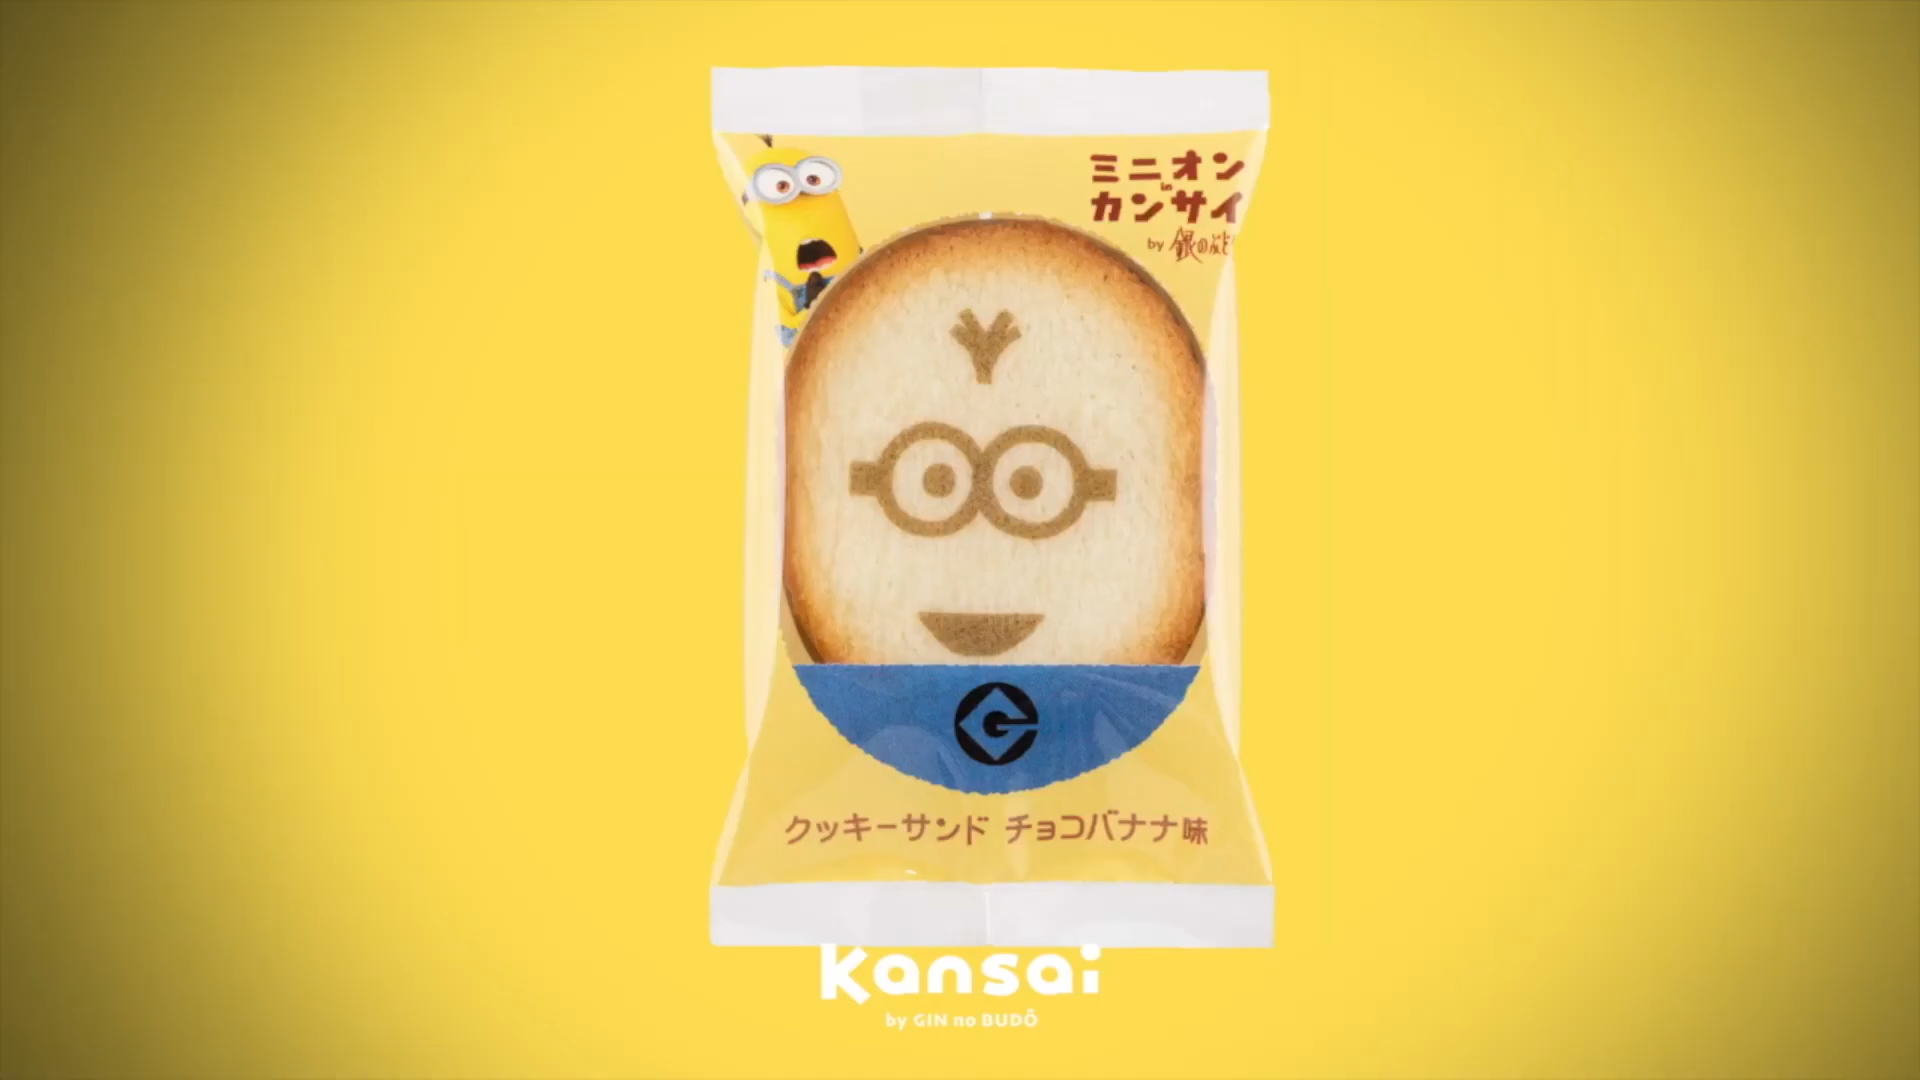 ミニオン
in
カンサイ
by 銀のぶどう
クッキーサンド チョコバナナ味
Kansai
by GIN no BUDŌ